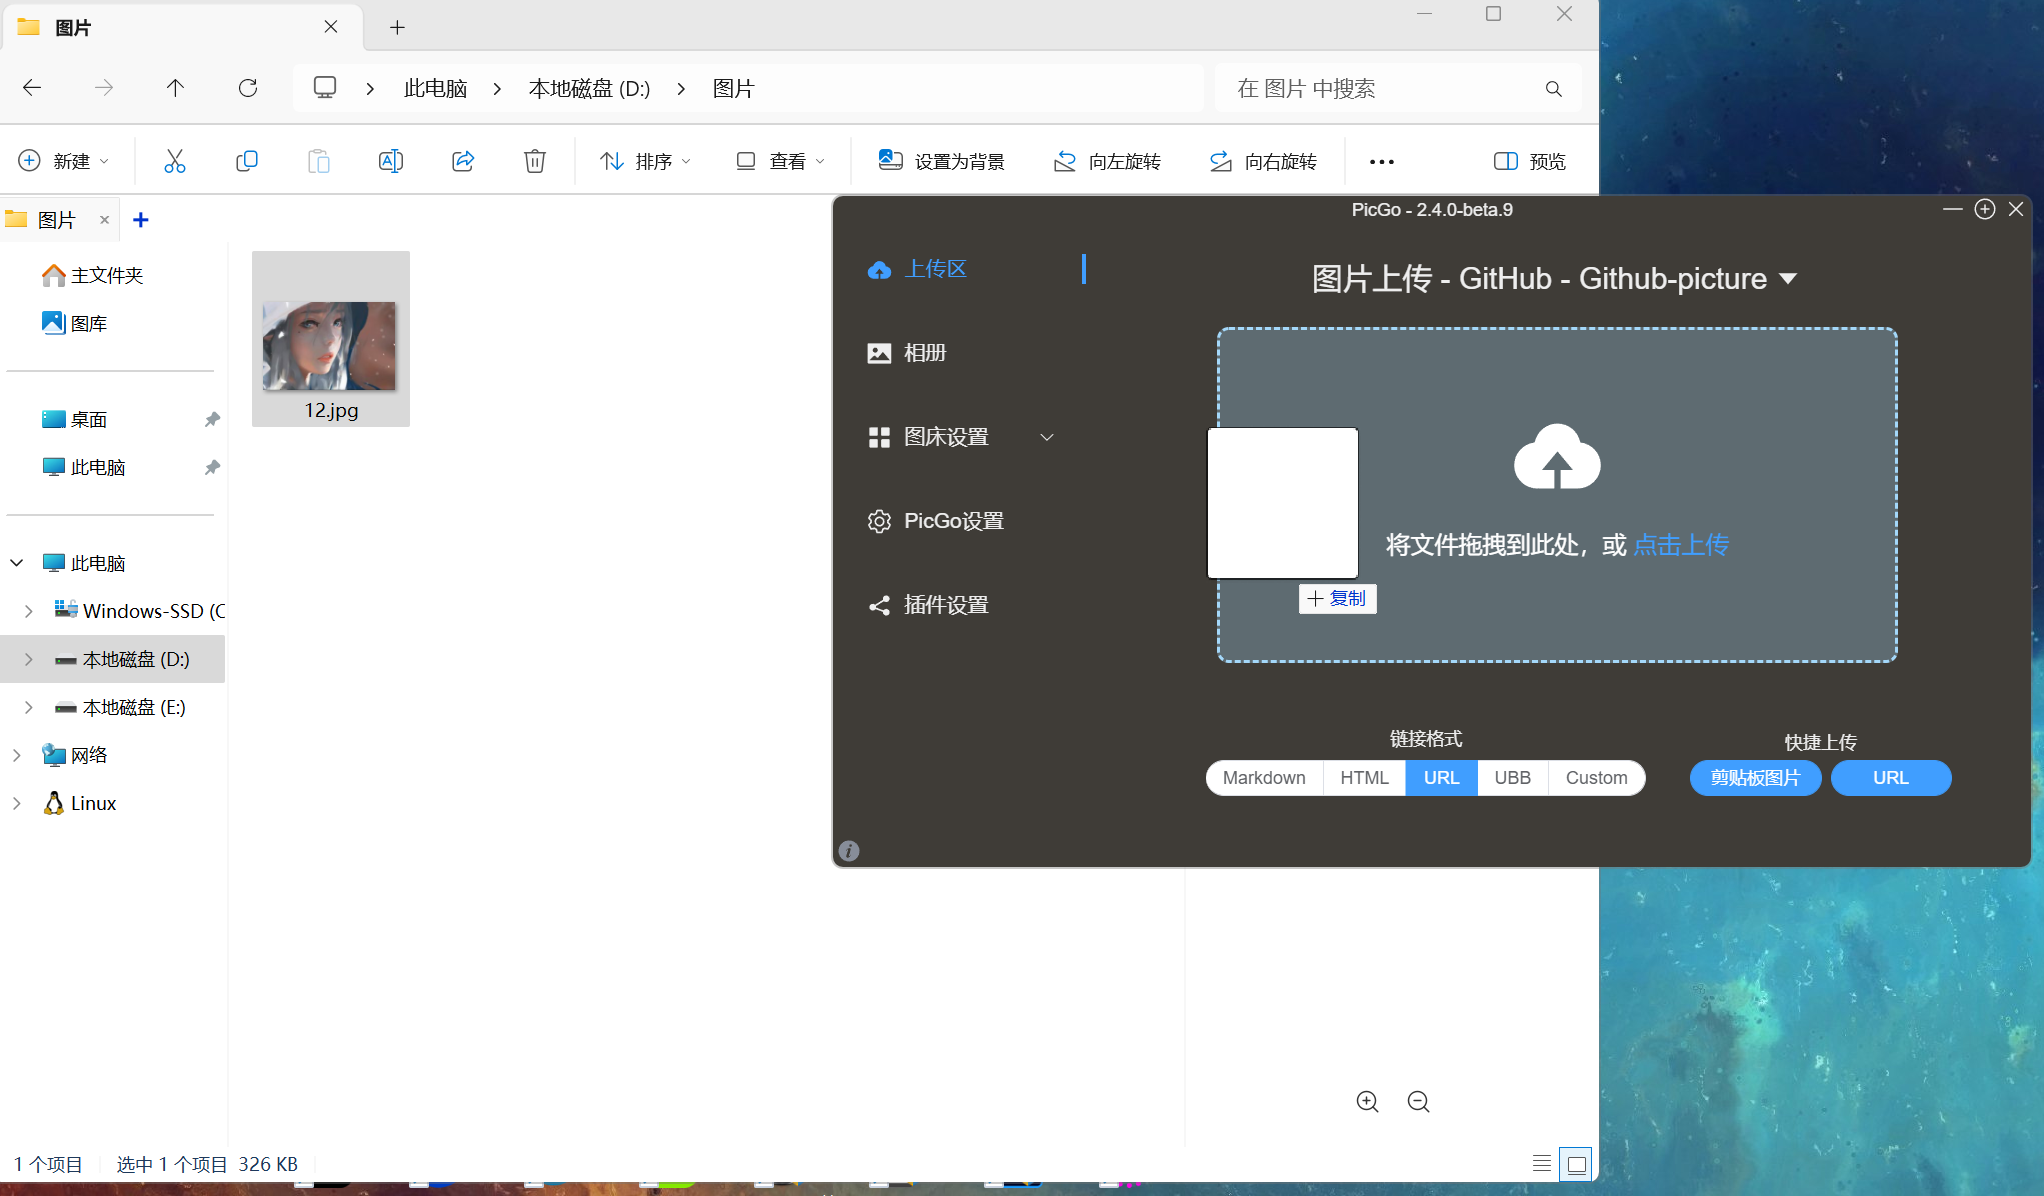 图片
此电脑
本地磁盘 (D:)
图片
在 图片 中搜索
新建
排序
查看
设置为背景
向左旋转
向右旋转
预览
图片
主文件夹
图库
桌面
此电脑
此电脑
Windows-SSD (C
本地磁盘 (D:)
本地磁盘 (E:)
网络
Linux
12.jpg
1 个项目
选中 1 个项目 326 KB
PicGo - 2.4.0-beta.9
上传区
相册
图床设置
PicGo设置
插件设置
图片上传 - GitHub - Github-picture
将文件拖拽到此处，或 点击上传
复制
链接格式
Markdown HTML URL UBB Custom
快捷上传
剪贴板图片 URL